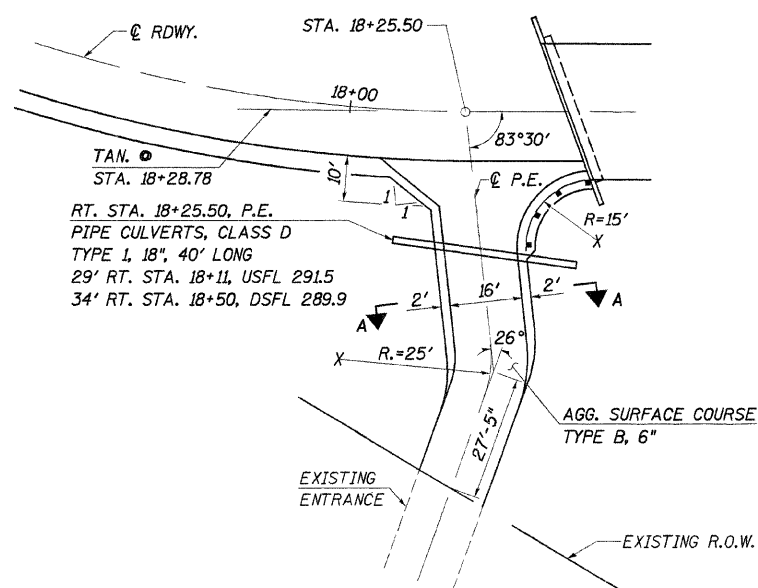 ℄ RDWY.
STA. 18+25.50
18+00
83°30'
TAN. @
STA. 18+28.78
10'
1
1
℄ P.E.
R=15'
RT. STA. 18+25.50, P.E.
PIPE CULVERTS, CLASS D
TYPE 1, 18", 40' LONG
29' RT. STA. 18+11, USFL 291.5
34' RT. STA. 18+50, DSFL 289.9
2'
16'
2'
A
A
R.=25'
26°
27'-5"
AGG. SURFACE COURSE
TYPE B, 6"
EXISTING
ENTRANCE
EXISTING R.O.W.